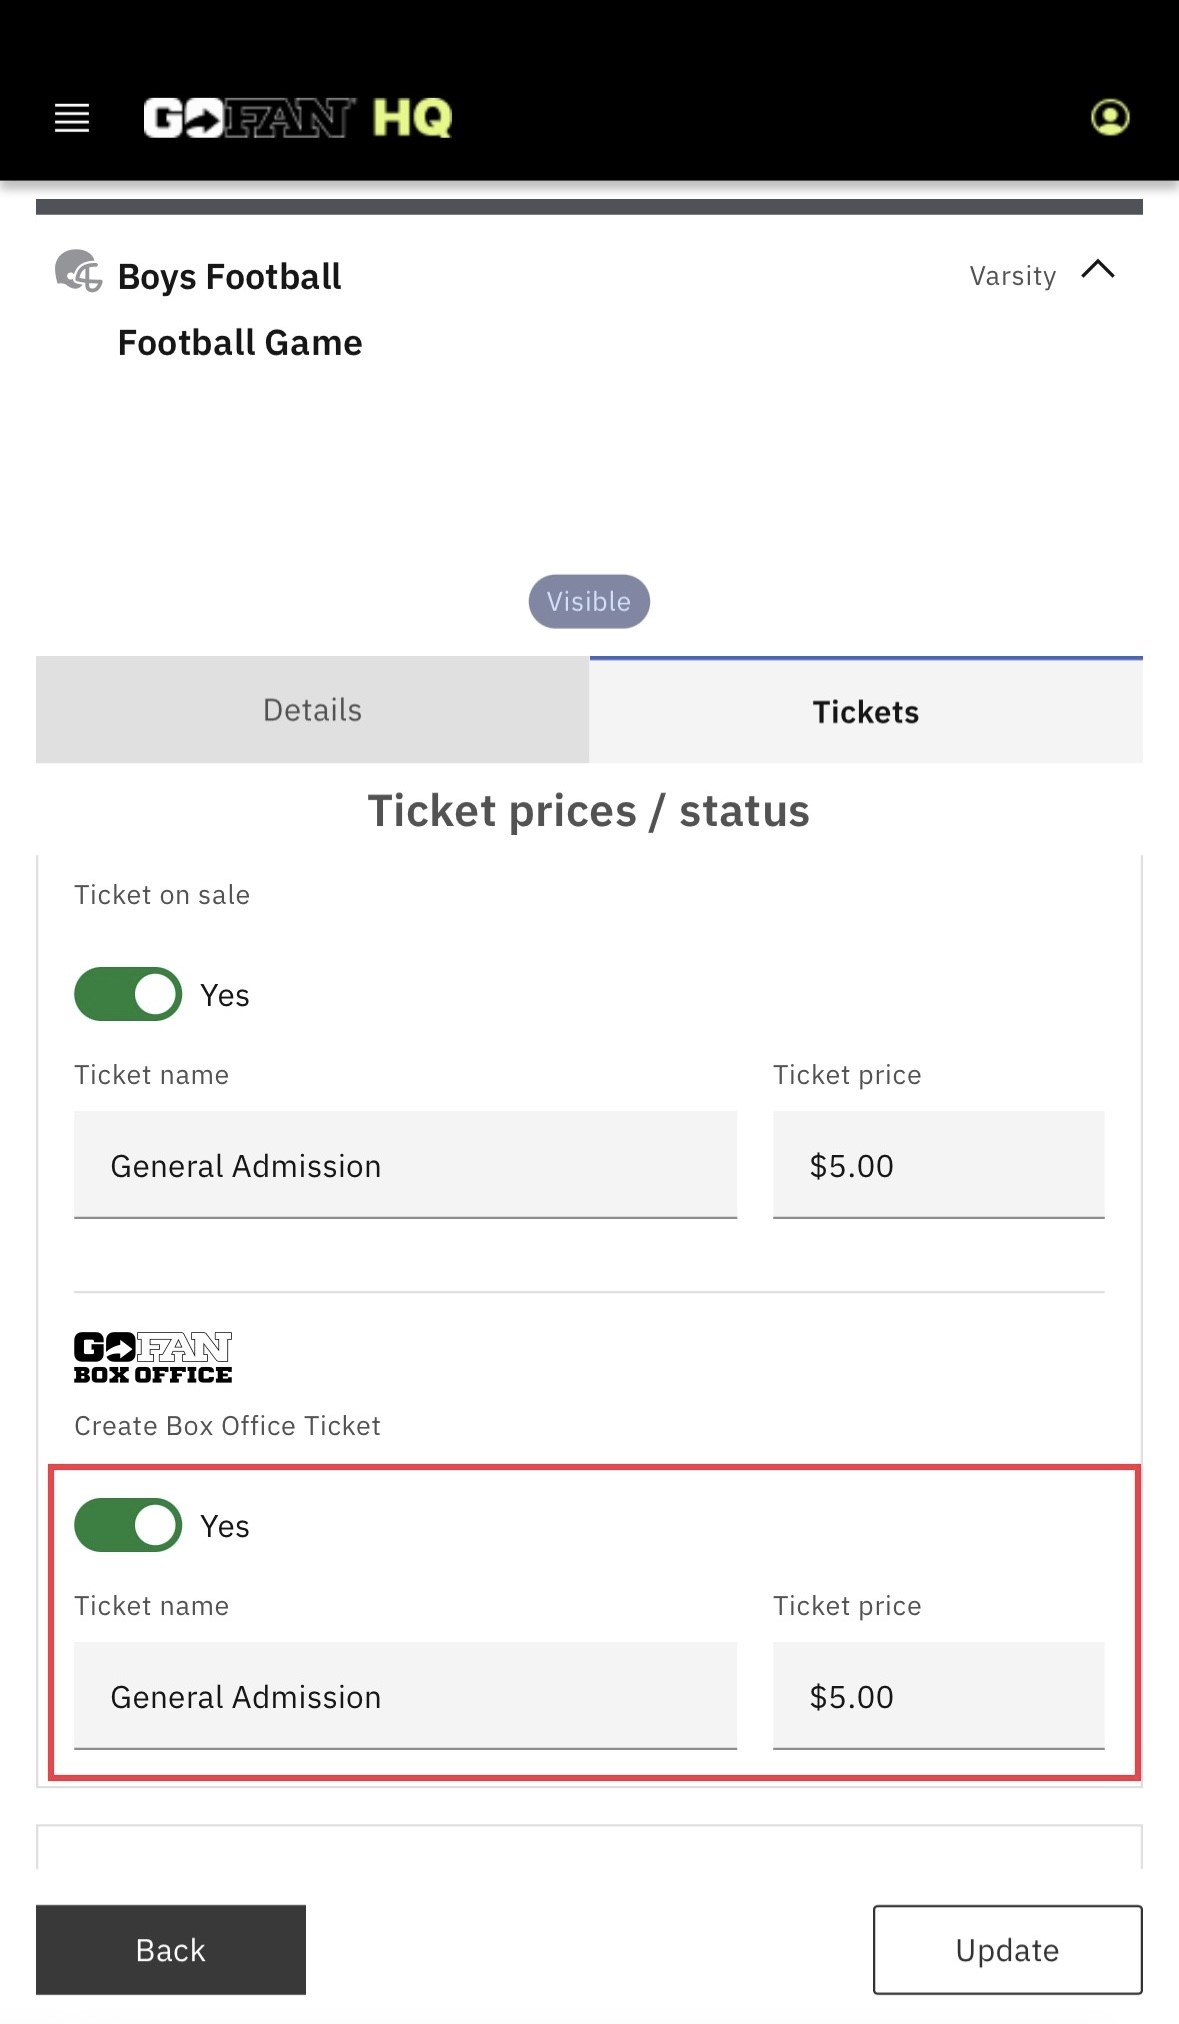 GOFAN HQ
Boys Football
Varsity
Football Game
Visible
Details
Tickets
Ticket prices / status
Ticket on sale
Yes
Ticket name
Ticket price
General Admission
$5.00
GOFAN
BOX OFFICE
Create Box Office Ticket
Yes
Ticket name
Ticket price
General Admission
$5.00
Back
Update